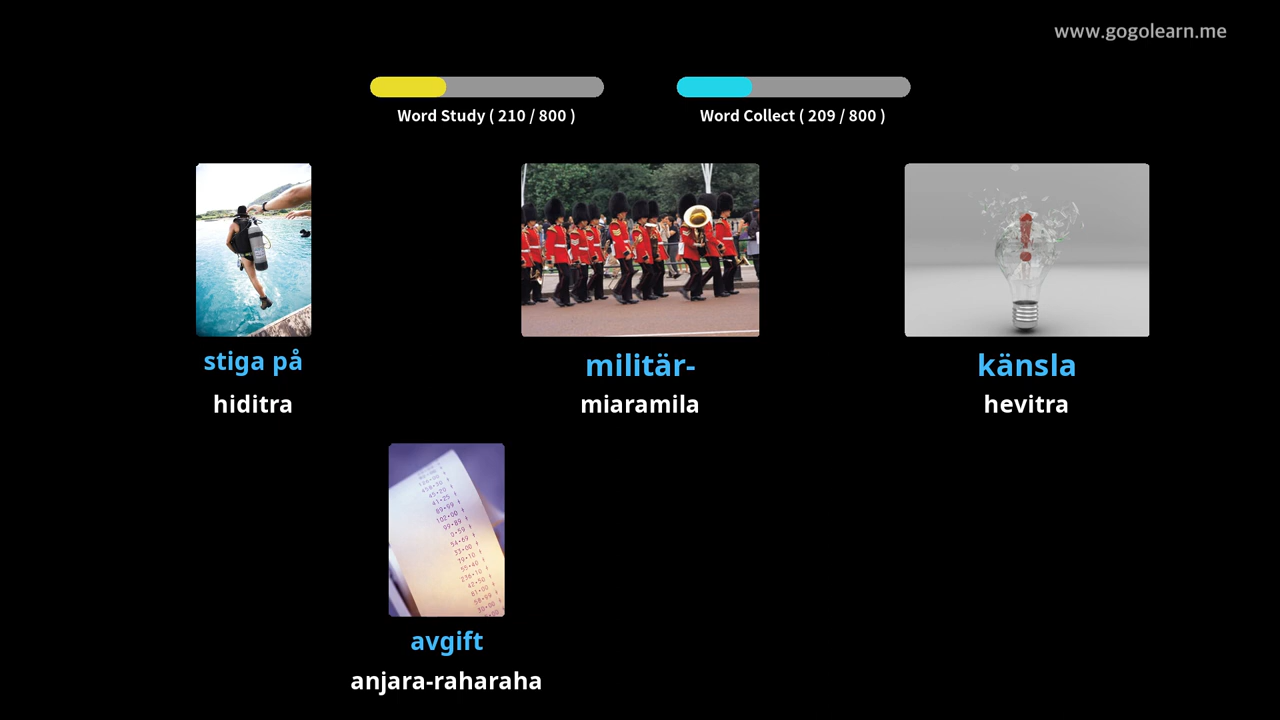 www.gogolearn.me
Word Study ( 210 / 800 )
Word Collect ( 209 / 800 )
stiga på
militär-
känsla
hiditra
miaramila
hevitra
avgift
anjara-raharaha